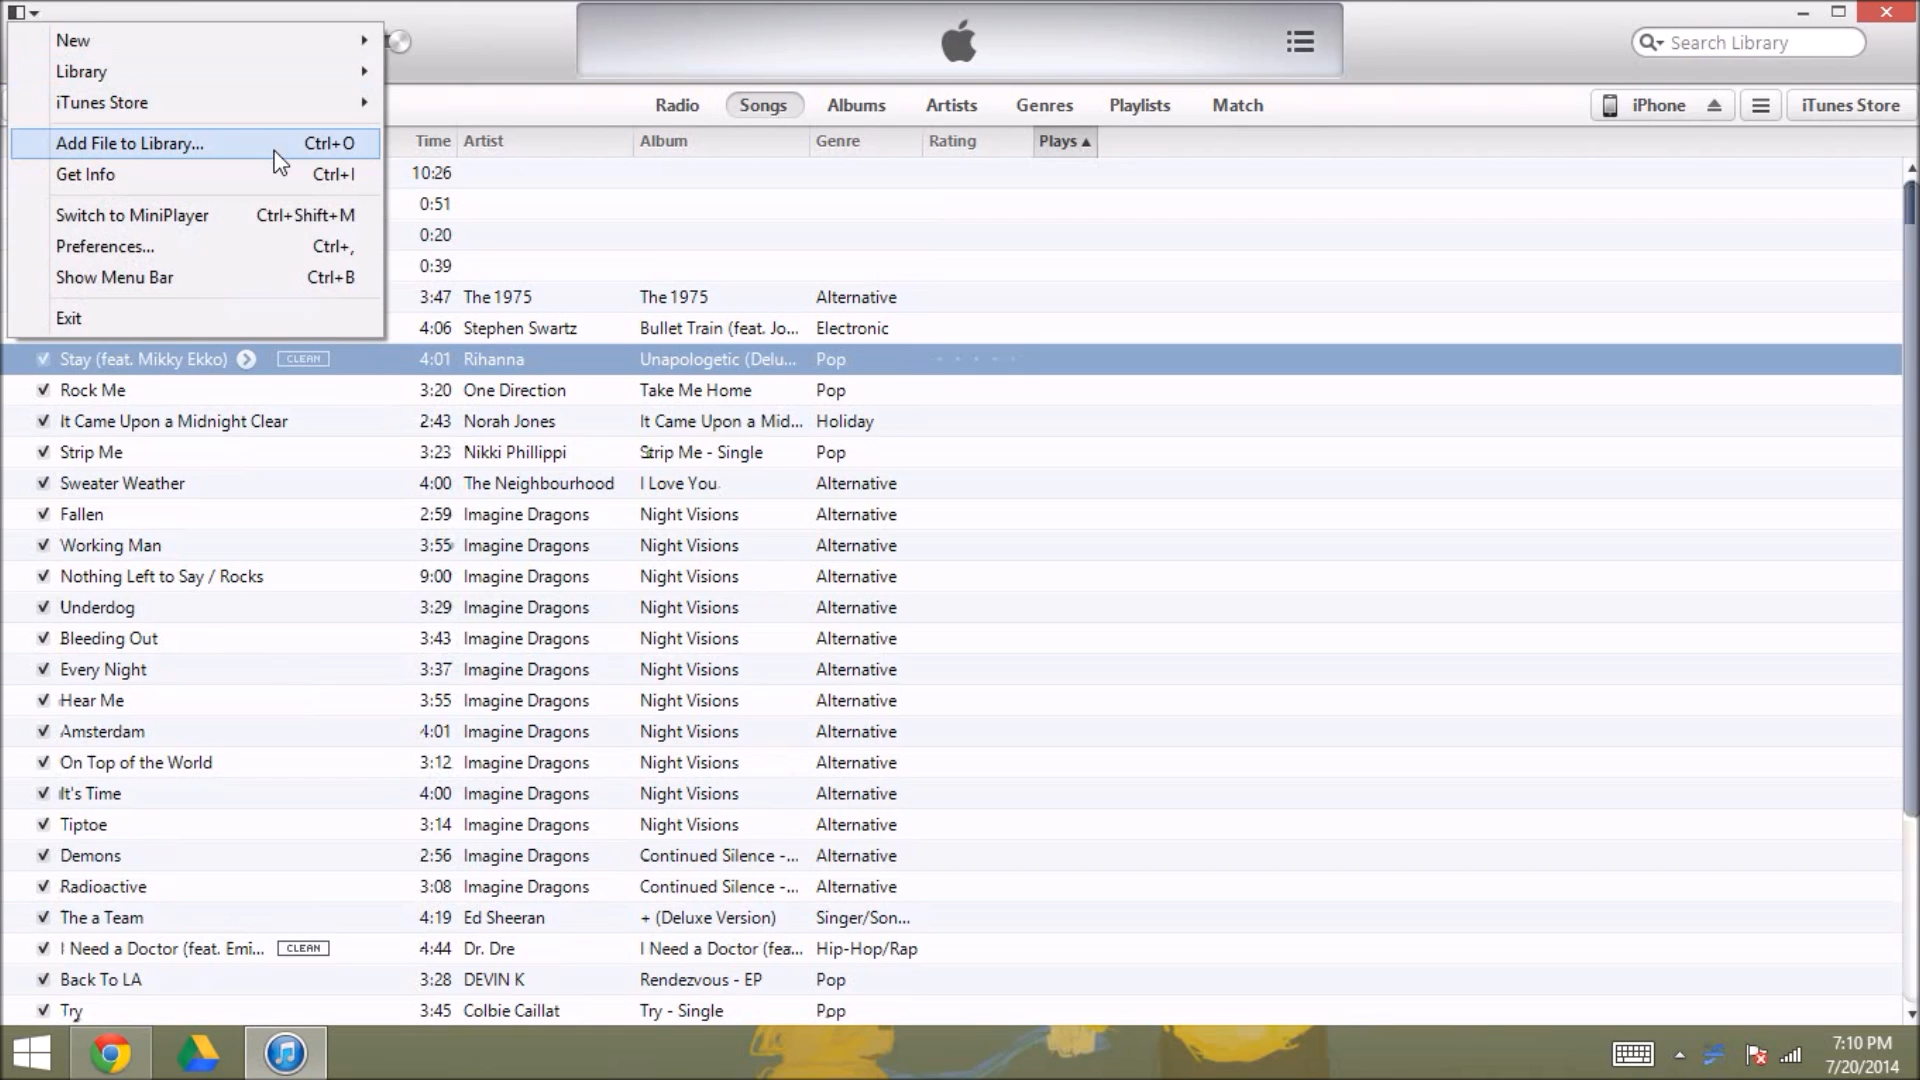 New
Library
iTunes Store
Add File to Library... Ctrl+O
Get Info Ctrl+I
Switch to MiniPlayer Ctrl+Shift+M
Preferences... Ctrl+,
Show Menu Bar Ctrl+B
Exit
Search Library
Radio Songs Albums Artists Genres Playlists Match iPhone iTunes Store
Time Artist Album Genre Rating Plays
10:26
0:51
0:20
0:39
3:47 The 1975 The 1975 Alternative
4:06 Stephen Swartz Bullet Train (feat. Jo... Electronic
Stay (feat. Mikky Ekko) CLEAN 4:01 Rihanna Unapologetic (Delu... Pop
Rock Me 3:20 One Direction Take Me Home Pop
It Came Upon a Midnight Clear 2:43 Norah Jones It Came Upon a Mid... Holiday
Strip Me 3:23 Nikki Phillippi Strip Me - Single Pop
Sweater Weather 4:00 The Neighbourhood I Love You. Alternative
Fallen 2:59 Imagine Dragons Night Visions Alternative
Working Man 3:55 Imagine Dragons Night Visions Alternative
Nothing Left to Say / Rocks 9:00 Imagine Dragons Night Visions Alternative
Underdog 3:29 Imagine Dragons Night Visions Alternative
Bleeding Out 3:43 Imagine Dragons Night Visions Alternative
Every Night 3:37 Imagine Dragons Night Visions Alternative
Hear Me 3:55 Imagine Dragons Night Visions Alternative
Amsterdam 4:01 Imagine Dragons Night Visions Alternative
On Top of the World 3:12 Imagine Dragons Night Visions Alternative
It's Time 4:00 Imagine Dragons Night Visions Alternative
Tiptoe 3:14 Imagine Dragons Night Visions Alternative
Demons 2:56 Imagine Dragons Continued Silence -... Alternative
Radioactive 3:08 Imagine Dragons Continued Silence -... Alternative
The a Team 4:19 Ed Sheeran + (Deluxe Version) Singer/Son...
I Need a Doctor (feat. Emi... CLEAN 4:44 Dr. Dre I Need a Doctor (fea... Hip-Hop/Rap
Back To LA 3:28 DEVIN K Rendezvous - EP Pop
Try 3:45 Colbie Caillat Try - Single Pop
7:10 PM
7/20/2014